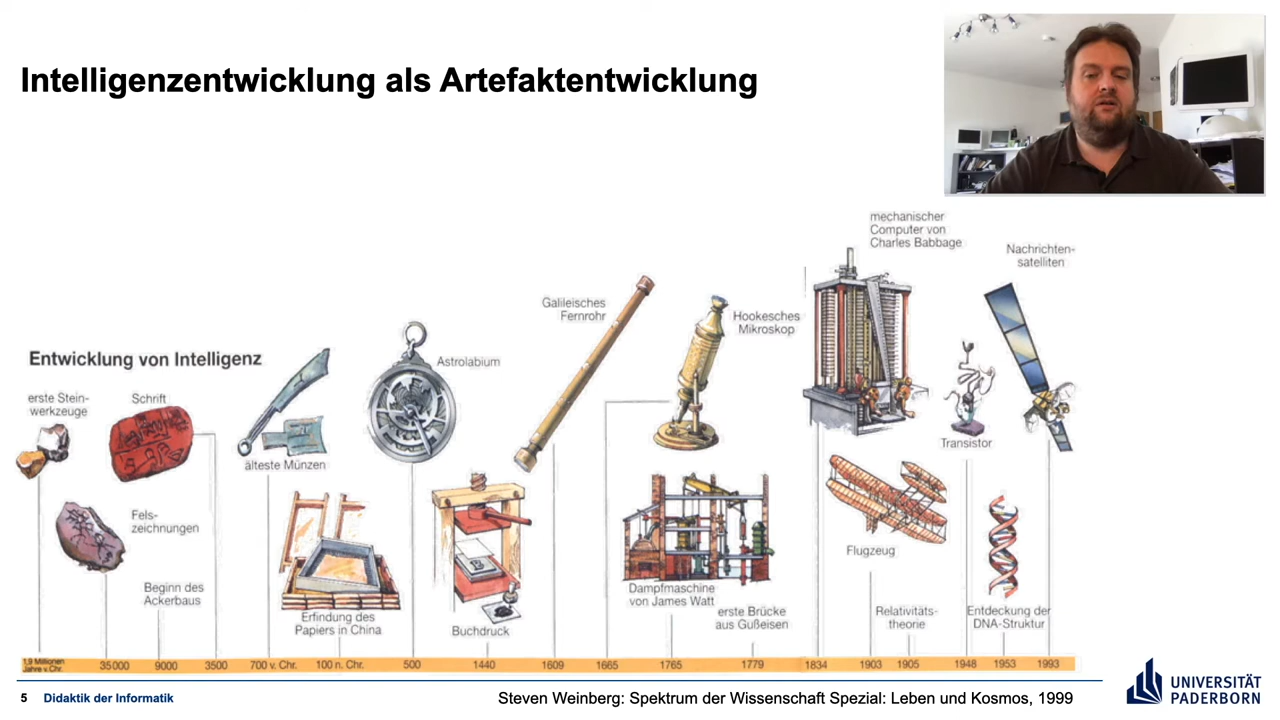 Intelligenzentwicklung als Artefaktentwicklung
mechanischer
Computer von
Charles Babbage
Nachrichten-
satelliten
Galileisches
Fernrohr
Hookesches
Mikroskop
Entwicklung von Intelligenz
Astrolabium
erste Stein-
werkzeuge
Schrift
Transistor
älteste Münzen
Fels-
zeichnungen
Flugzeug
Beginn des
Ackerbaus
Dampfmaschine
von James Watt
erste Brücke
aus Gußeisen
Relativitäts-
theorie
Entdeckung der
DNA-Struktur
Erfindung des
Papiers in China
Buchdruck
1,9 Millionen
Jahre v. Chr.
35000 9000 3500 700 v. Chr. 100 n. Chr. 500 1440 1609 1665 1765 1779 1834 1903 1905 1948 1953 1993
5 Didaktik der Informatik
Steven Weinberg: Spektrum der Wissenschaft Spezial: Leben und Kosmos, 1999
UNIVERSITÄT
PADERBORN